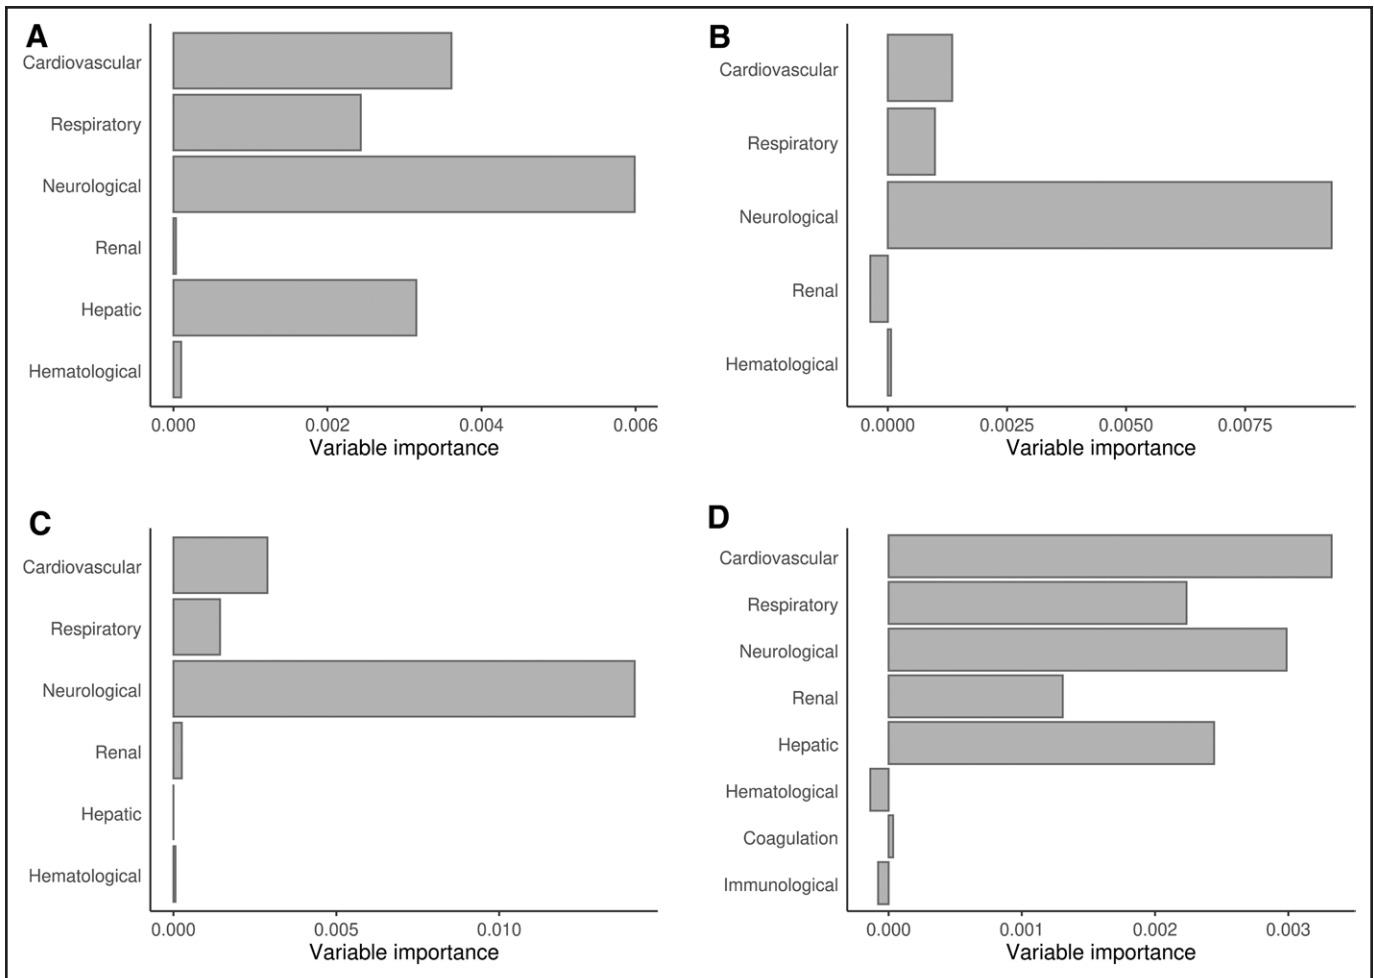 A
Cardiovascular
Respiratory
Neurological
Renal
Hepatic
Hematological
0.000 0.002 0.004 0.006
Variable importance
B
Cardiovascular
Respiratory
Neurological
Renal
Hematological
0.0000 0.0025 0.0050 0.0075
Variable importance
C
Cardiovascular
Respiratory
Neurological
Renal
Hepatic
Hematological
0.000 0.005 0.010
Variable importance
D
Cardiovascular
Respiratory
Neurological
Renal
Hepatic
Hematological
Coagulation
Immunological
0.000 0.001 0.002 0.003
Variable importance